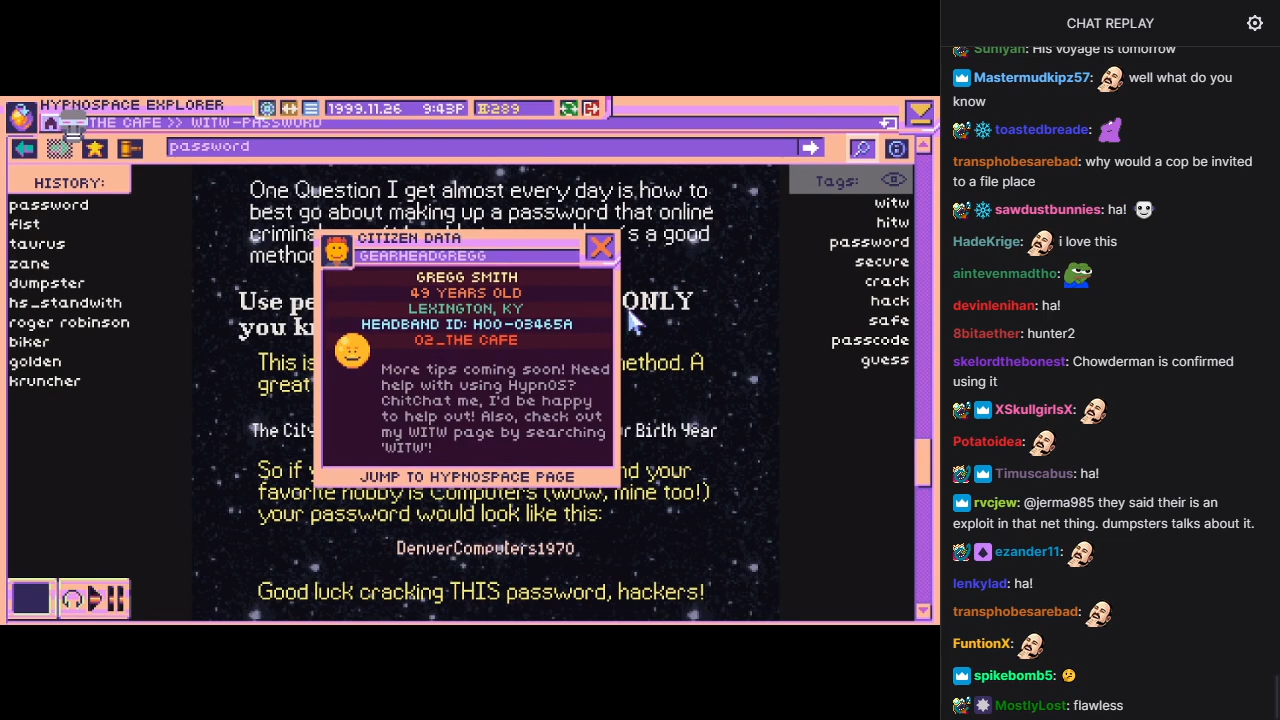 HYPNOSPACE EXPLORER
1999.11.26 9:43P 289
THE CAFE >> WITW-PASSWORD
password
HISTORY:
password
fist
taurus
zane
dumpster
hs_standwith
roger robinson
biker
golden
kruncher
One Question I get almost every day is how to
best go about making up a password that online
's a good
metho
Use pe
ONLY
you k
This is
ethod. A
great
The Cit
r Birth Year
So if
nd your
favorite hobby is Computers (wow, mine too!)
your password would look like this:
DenverComputers1970
Good luck cracking THIS password, hackers!
CITIZEN DATA
GEARHEADGREGG
GREGG SMITH
49 YEARS OLD
LEXINGTON, KY
HEADBAND ID: H00-03465A
02_THE CAFE
More tips coming soon! Need
help with using HypnOS?
ChitChat me, I'd be happy
to help out! Also, check out
my WITW page by searching
'WITW'!
JUMP TO HYPNOSPACE PAGE
Tags:
witw
hitw
password
secure
crack
hack
safe
passcode
guess
CHAT REPLAY
Suniyan: His voyage is tomorrow
Mastermudkipz57: well what do you
know
toastedbreade:
transphobesarebad: why would a cop be invited
to a file place
sawdustbunnies: ha!
HadeKrige: i love this
aintevenmadtho:
devinlenihan: ha!
8bitaether: hunter2
skelordthebonest: Chowderman is confirmed
using it
XSkullgirlsX:
Potatoidea:
Timuscabus: ha!
rvcjew: @jerma985 they said their is an
exploit in that net thing. dumpsters talks about it.
ezander11:
lenkylad: ha!
transphobesarebad:
FuntionX:
spikebomb5:
MostlyLost: flawless